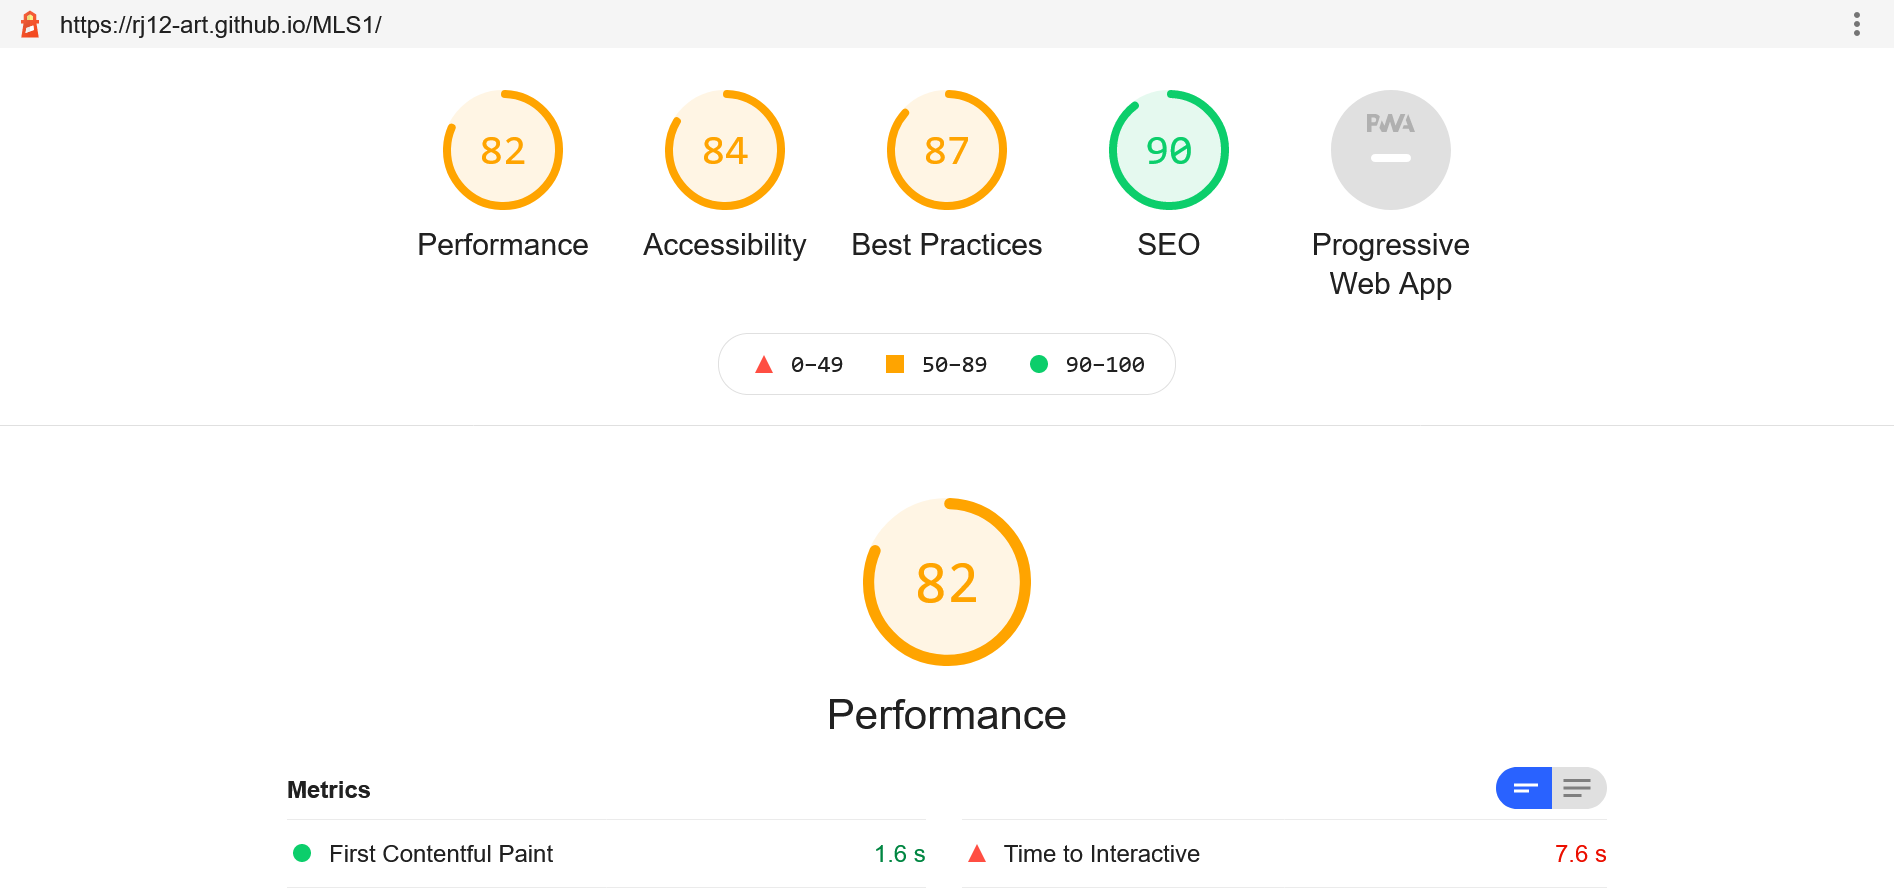 https://rj12-art.github.io/MLS1/
82
84
87
90
PWA
Performance
Accessibility
Best Practices
SEO
Progressive
Web App
0–49
50–89
90–100
82
Performance
Metrics
First Contentful Paint
1.6 s
Time to Interactive
7.6 s